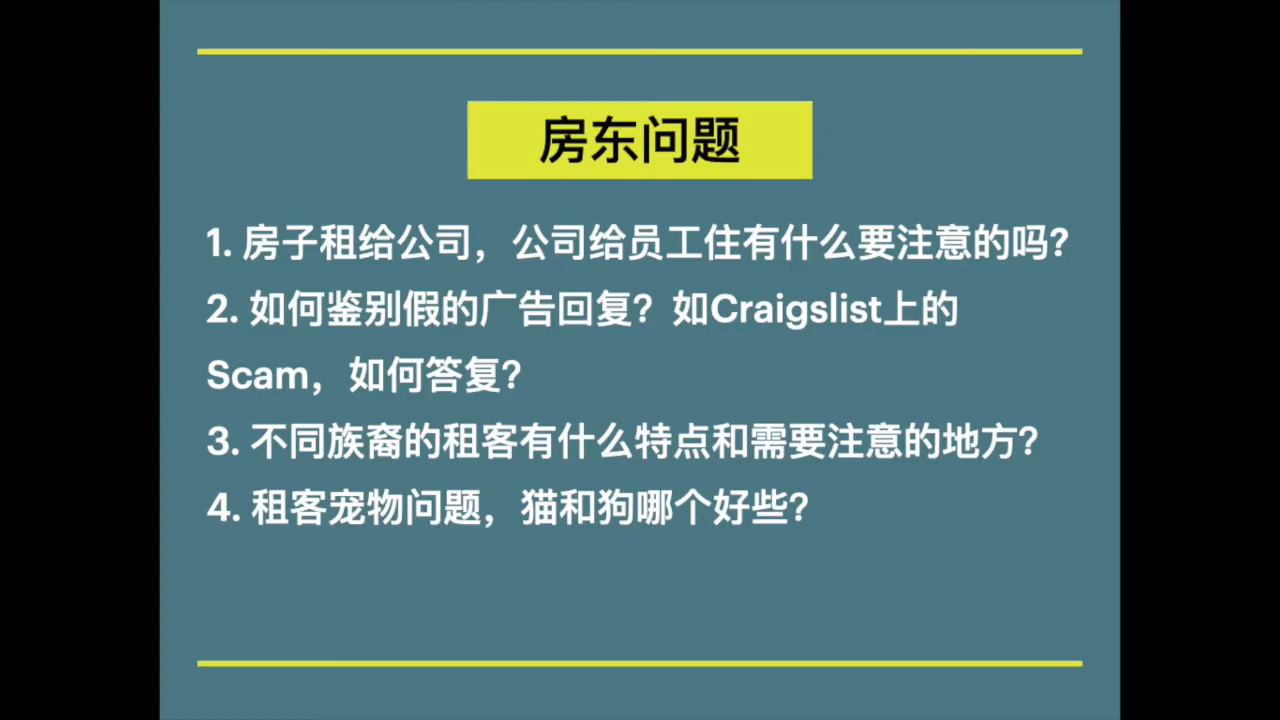 房东问题
1. 房子租给公司，公司给员工住有什么要注意的吗？
2. 如何鉴别假的广告回复？如Craigslist上的
Scam，如何答复？
3. 不同族裔的租客有什么特点和需要注意的地方？
4. 租客宠物问题，猫和狗哪个好些？